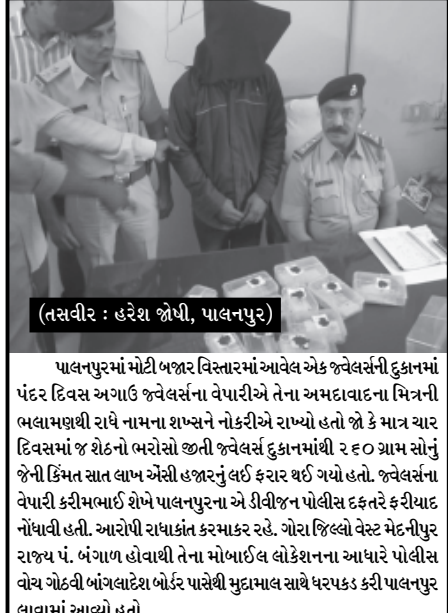 (તસવીર : હરેશ જોષી, પાલનપુર)
પાલનપુરમાં મોટી બજાર વિસ્તારમાં આવેલ એક જ્વેલર્સની દુકાનમાં
પંદર દિવસ અગાઉ જ્વેલર્સના વેપારીએ તેના અમદાવાદના મિત્રની
ભલામણથી રાધે નામના શખ્સને નોકરીએ રાખ્યો હતો જો કે માત્ર ચાર
દિવસમાં જ શેઠનો ભરોસો જીતી જ્વેલર્સ દુકાનમાંથી ૨૬૦ ગ્રામ સોનું
જેની કિંમત સાત લાખ એંસી હજારનું લઈ ફરાર થઈ ગયો હતો. જ્વેલર્સના
વેપારી કરીમભાઈ શેખે પાલનપુરના એ ડીવીજન પોલીસ દફતરે ફરીયાદ
નોંધાવી હતી. આરોપી રાધાકાંત કરમાકર રહે. ગોરા જિલ્લો વેસ્ટ મેદનીપુર
રાજ્ય પં. બંગાળ હોવાથી તેના મોબાઈલ લોકેશનના આધારે પોલીસ
વોચ ગોઠવી બાંગલાદેશ બોર્ડર પાસેથી મુદામાલ સાથે ધરપકડ કરી પાલનપુર
લાવામાં આવ્યો હતો